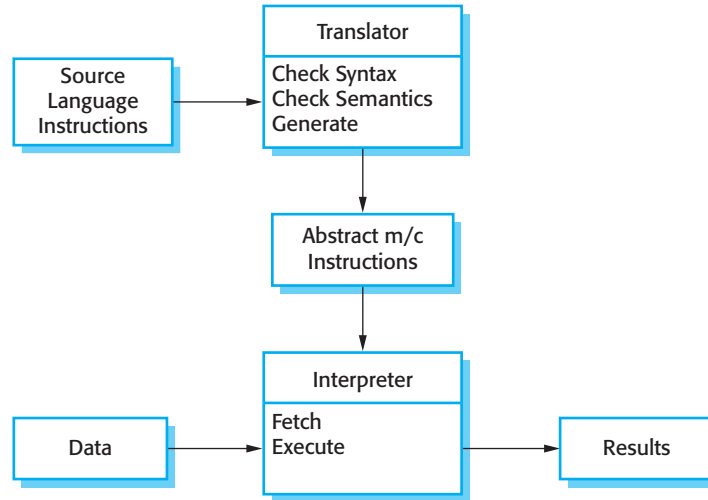 Translator
Source
Language
Instructions
Check Syntax
Check Semantics
Generate
Abstract m/c
Instructions
Interpreter
Data
Fetch
Execute
Results